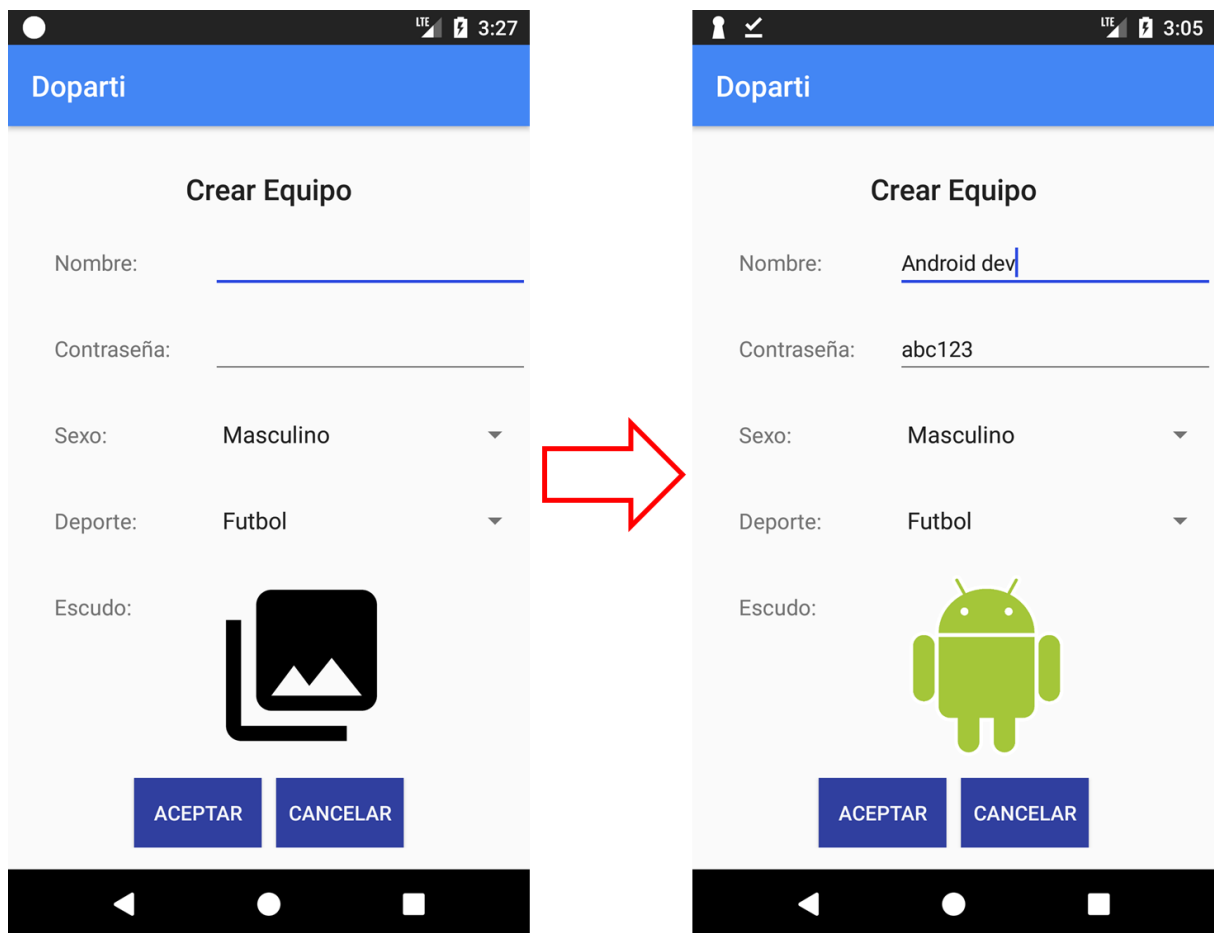 LTE 3:27
Doparti
Crear Equipo
Nombre:
Contraseña:
Sexo: Masculino
Deporte: Futbol
Escudo:
ACEPTAR CANCELAR
LTE 3:05
Doparti
Crear Equipo
Nombre: Android dev
Contraseña: abc123
Sexo: Masculino
Deporte: Futbol
Escudo:
ACEPTAR CANCELAR